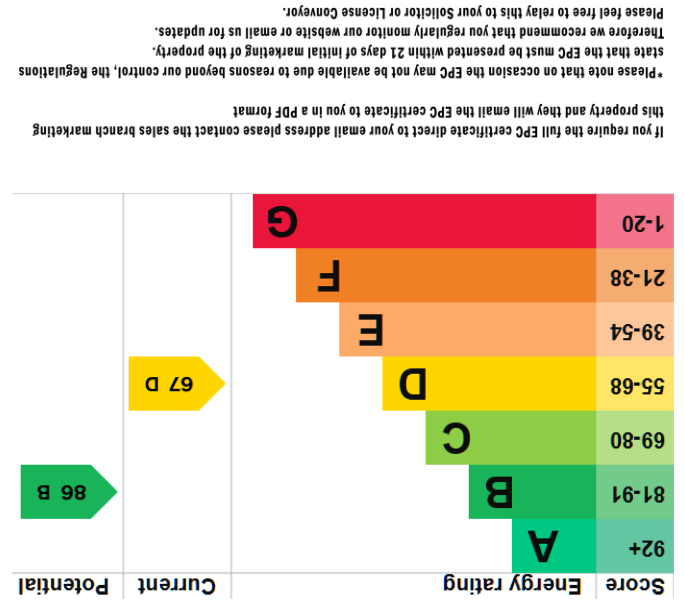 Score Energy rating Current Potential
92+ A
81-91 B 86 B
69-80 C
55-68 D 67 D
39-54 E
21-38 F
1-20 G
If you require the full EPC certificate direct to your email address please contact the sales branch marketing
this property and they will email the EPC certificate to you in a PDF format
*Please note that on occasion the EPC may not be available due to reasons beyond our control, the Regulations
state that the EPC must be presented within 21 days of initial marketing of the property.
Therefore we recommend that you regularly monitor our website or email us for updates.
Please feel free to relay this to your Solicitor or License Conveyor.